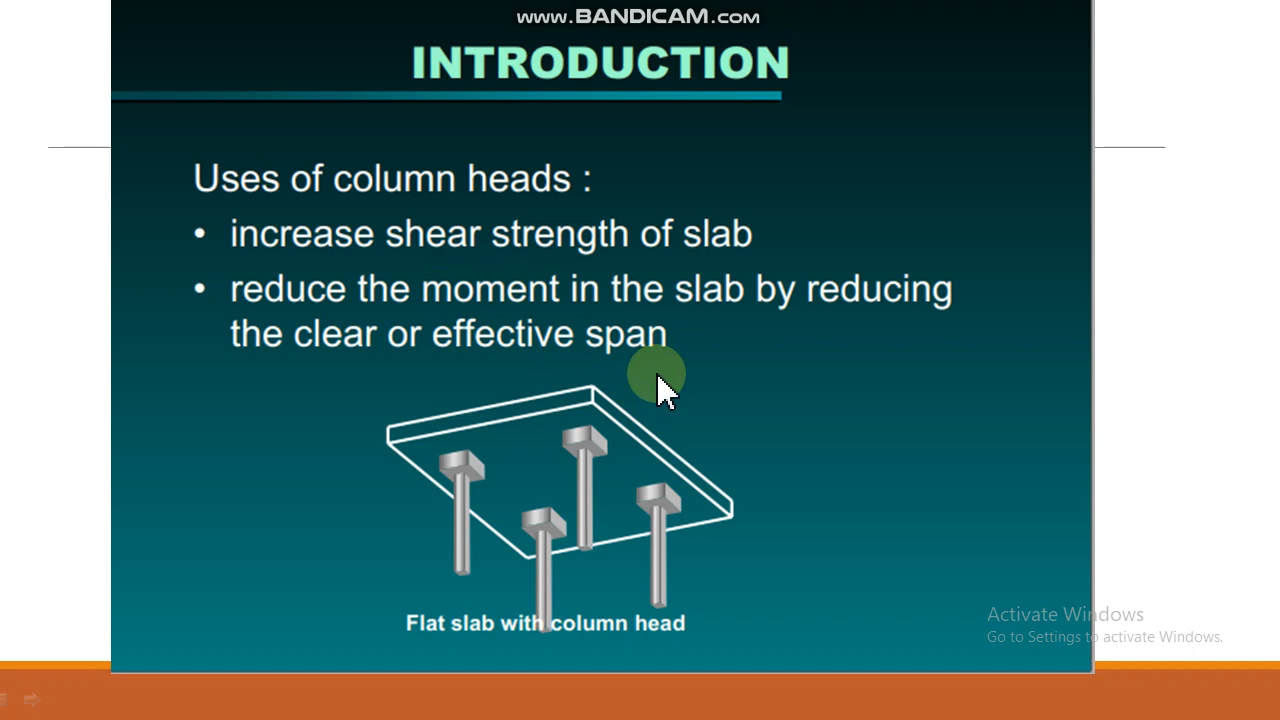 www.BANDICAM.com
INTRODUCTION
Uses of column heads :
• increase shear strength of slab
• reduce the moment in the slab by reducing
the clear or effective span
Flat slab with column head
Activate Windows
Go to Settings to activate Windows.